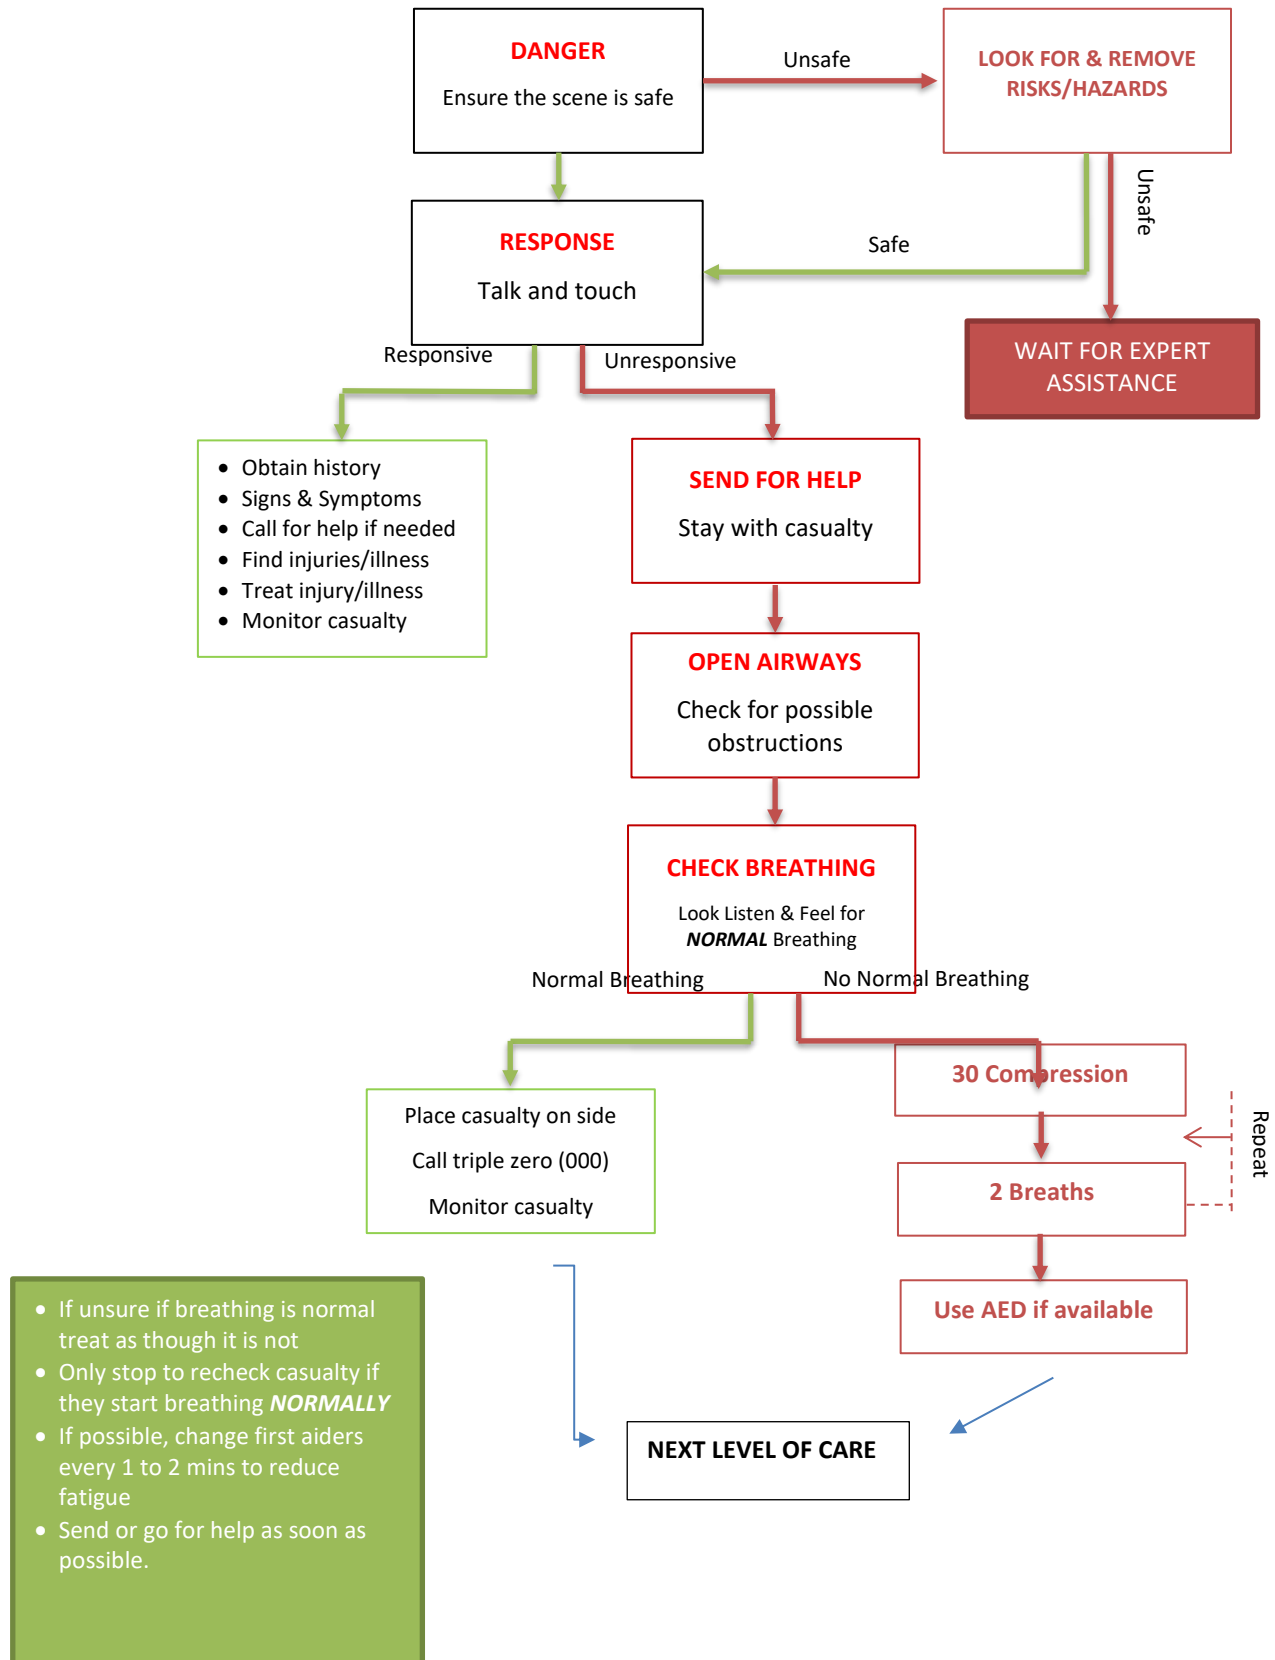 DANGER
Ensure the scene is safe
Unsafe
LOOK FOR & REMOVE
RISKS/HAZARDS
Unsafe
RESPONSE
Talk and touch
Safe
WAIT FOR EXPERT
ASSISTANCE
Responsive
Unresponsive
• Obtain history
• Signs & Symptoms
• Call for help if needed
• Find injuries/illness
• Treat injury/illness
• Monitor casualty
SEND FOR HELP
Stay with casualty
OPEN AIRWAYS
Check for possible
obstructions
CHECK BREATHING
Look Listen & Feel for
NORMAL Breathing
Normal Breathing
No Normal Breathing
Place casualty on side
Call triple zero (000)
Monitor casualty
30 Compression
Repeat
2 Breaths
Use AED if available
• If unsure if breathing is normal
treat as though it is not
• Only stop to recheck casualty if
they start breathing NORMALLY
• If possible, change first aiders
every 1 to 2 mins to reduce
fatigue
• Send or go for help as soon as
possible.
NEXT LEVEL OF CARE